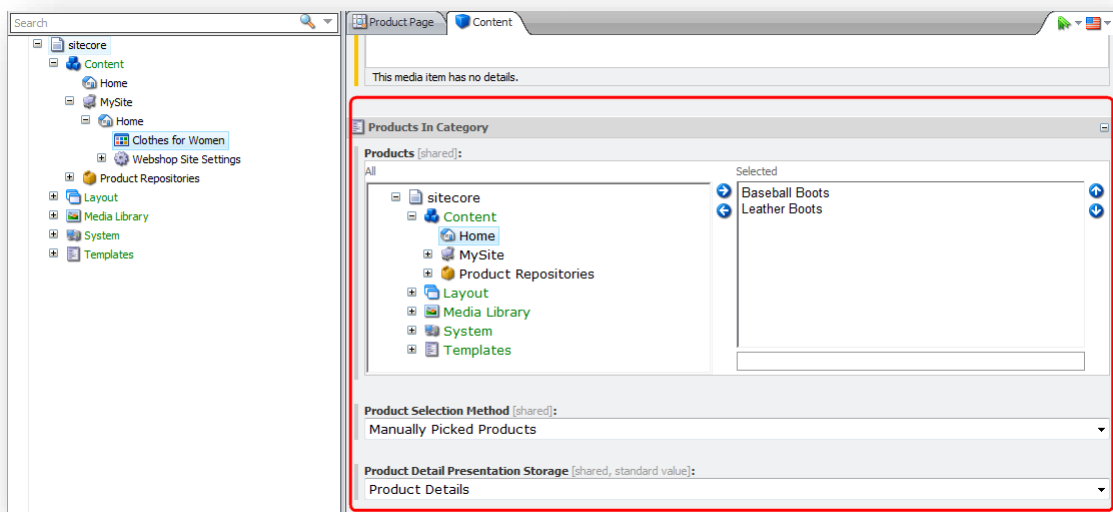 Search
sitecore
Content
Home
MySite
Home
Clothes for Women
Webshop Site Settings
Product Repositories
Layout
Media Library
System
Templates
Product Page
Content
This media item has no details.
Products In Category
Products [shared]:
All
sitecore
Content
Home
MySite
Product Repositories
Layout
Media Library
System
Templates
Selected
Baseball Boots
Leather Boots
Product Selection Method [shared]:
Manually Picked Products
Product Detail Presentation Storage [shared, standard value]:
Product Details